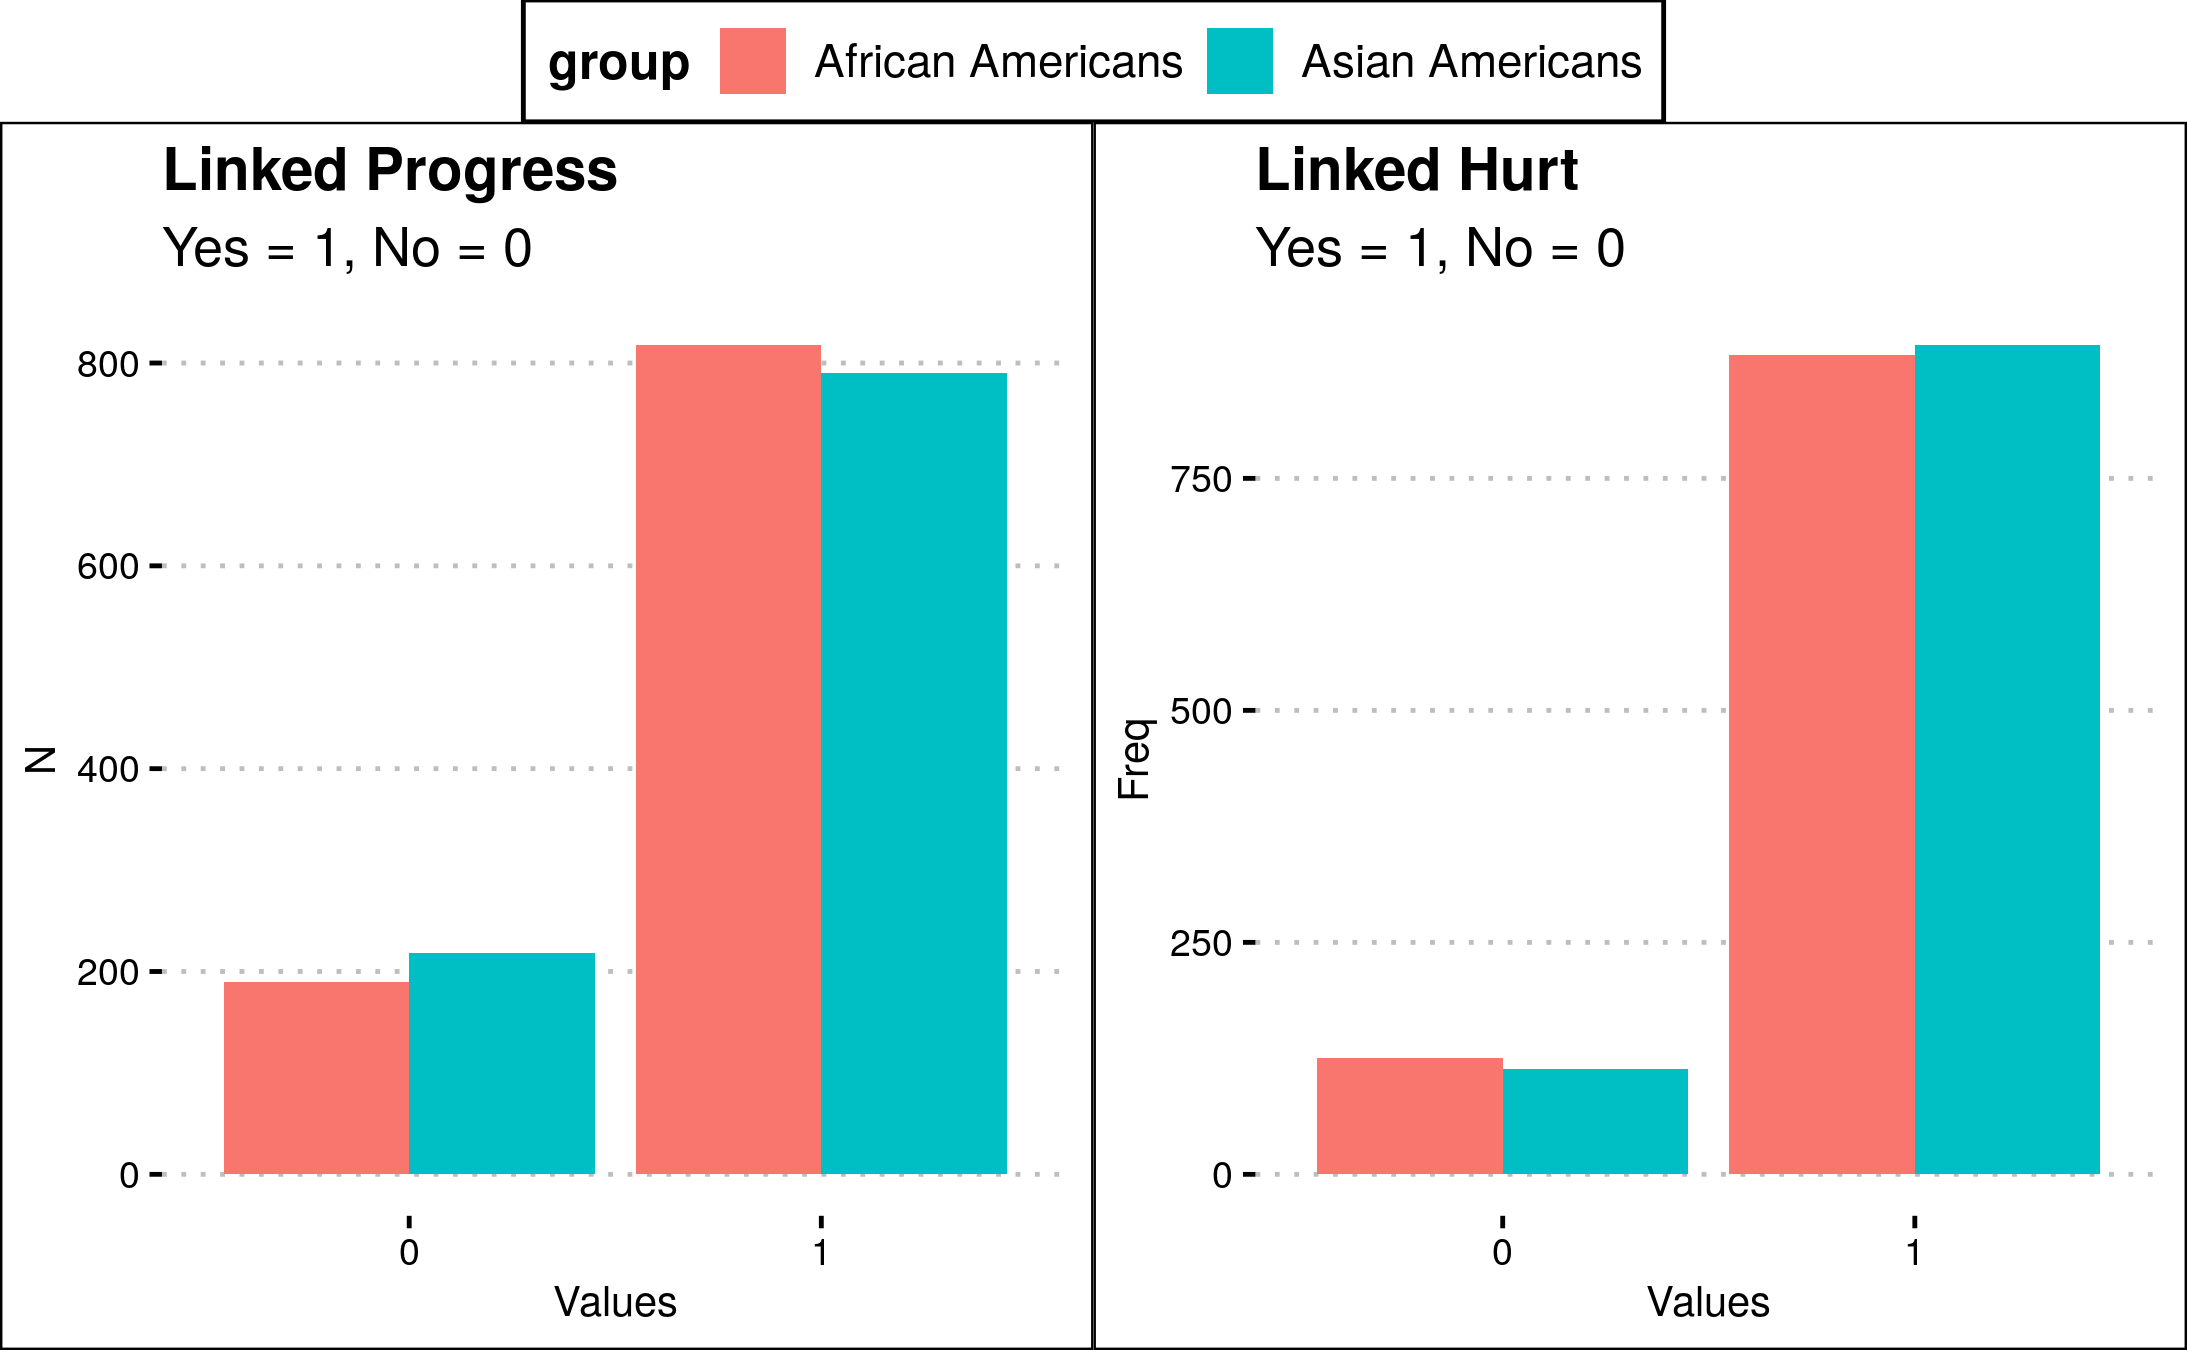 group African Americans Asian Americans
Linked Progress
Yes = 1, No = 0
800
600
400
200
0
N
0 1
Values
Linked Hurt
Yes = 1, No = 0
750
500
250
0
Freq
0 1
Values